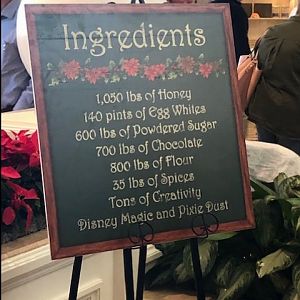 Ingredients
1,050 lbs of Honey
140 pints of Egg Whites
600 lbs of Powdered Sugar
700 lbs of Chocolate
800 lbs of Flour
35 lbs of Spices
Tons of Creativity
Disney Magic and Pixie Dust